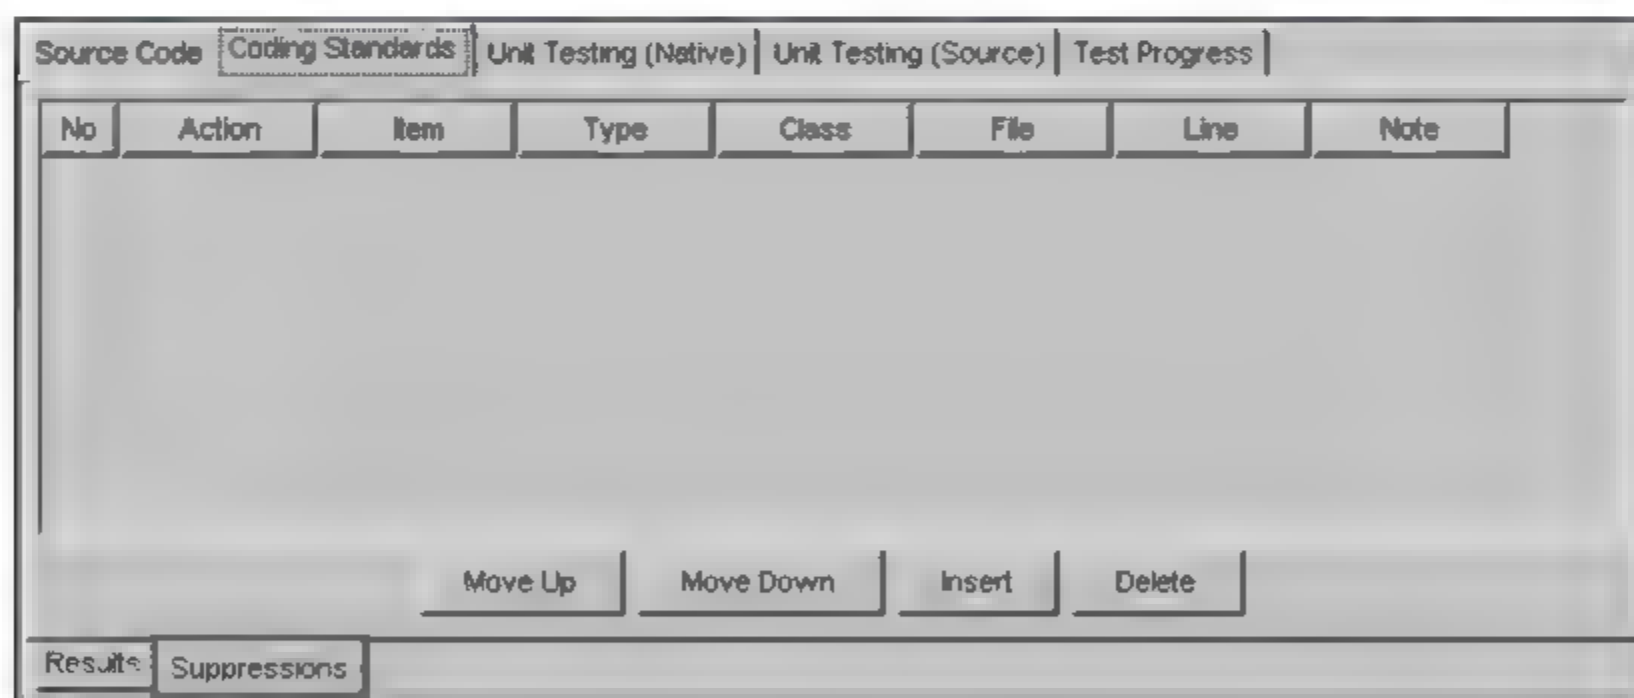 Source Code Coding Standards Unit Testing (Native) Unit Testing (Source) Test Progress
No Action Item Type Class File Line Note
Move Up Move Down Insert Delete
Results Suppressions